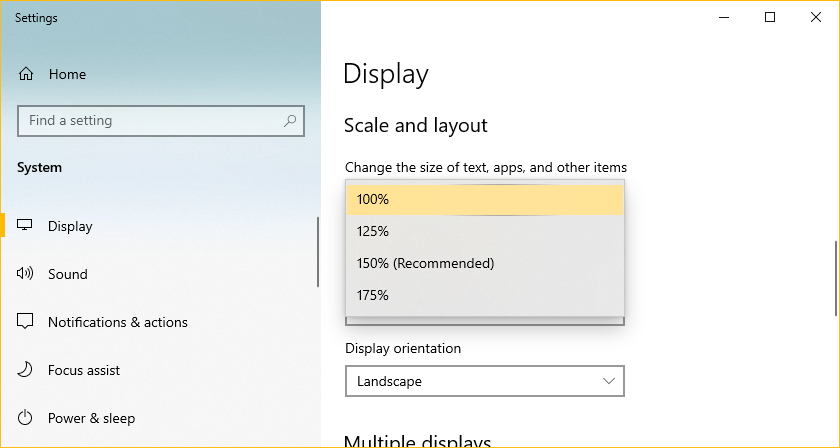 Settings
Home
Find a setting
System
Display
Sound
Notifications & actions
Focus assist
Power & sleep
Display
Scale and layout
Change the size of text, apps, and other items
100%
125%
150% (Recommended)
175%
Display orientation
Landscape
Multiple displays